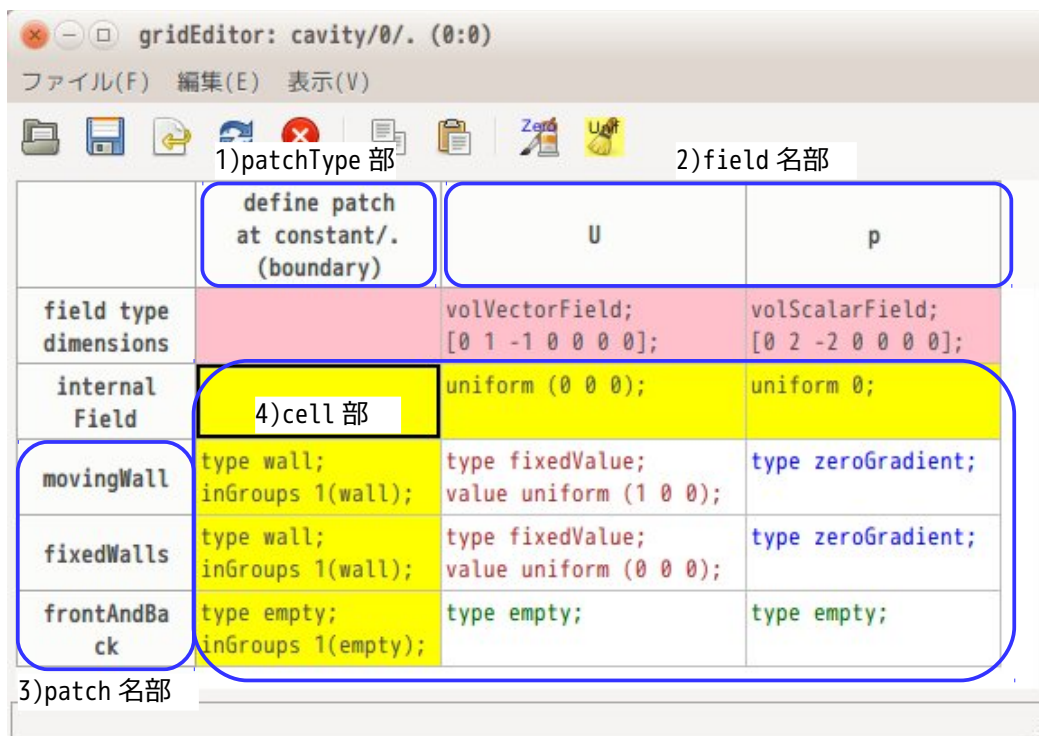 gridEditor: cavity/0/. (0:0)
ファイル(F) 編集(E) 表示(V)
Zero Unif
1)patchType 部 2)field 名部
define patch
at constant/.
(boundary)
U
p
field type
dimensions
volVectorField;
[0 1 -1 0 0 0 0];
volScalarField;
[0 2 -2 0 0 0 0];
internal
Field
4)cell 部
uniform (0 0 0);
uniform 0;
movingWall
type wall;
inGroups 1(wall);
type fixedValue;
value uniform (1 0 0);
type zeroGradient;
fixedWalls
type wall;
inGroups 1(wall);
type fixedValue;
value uniform (0 0 0);
type zeroGradient;
frontAndBa
ck
type empty;
inGroups 1(empty);
type empty;
type empty;
3)patch 名部